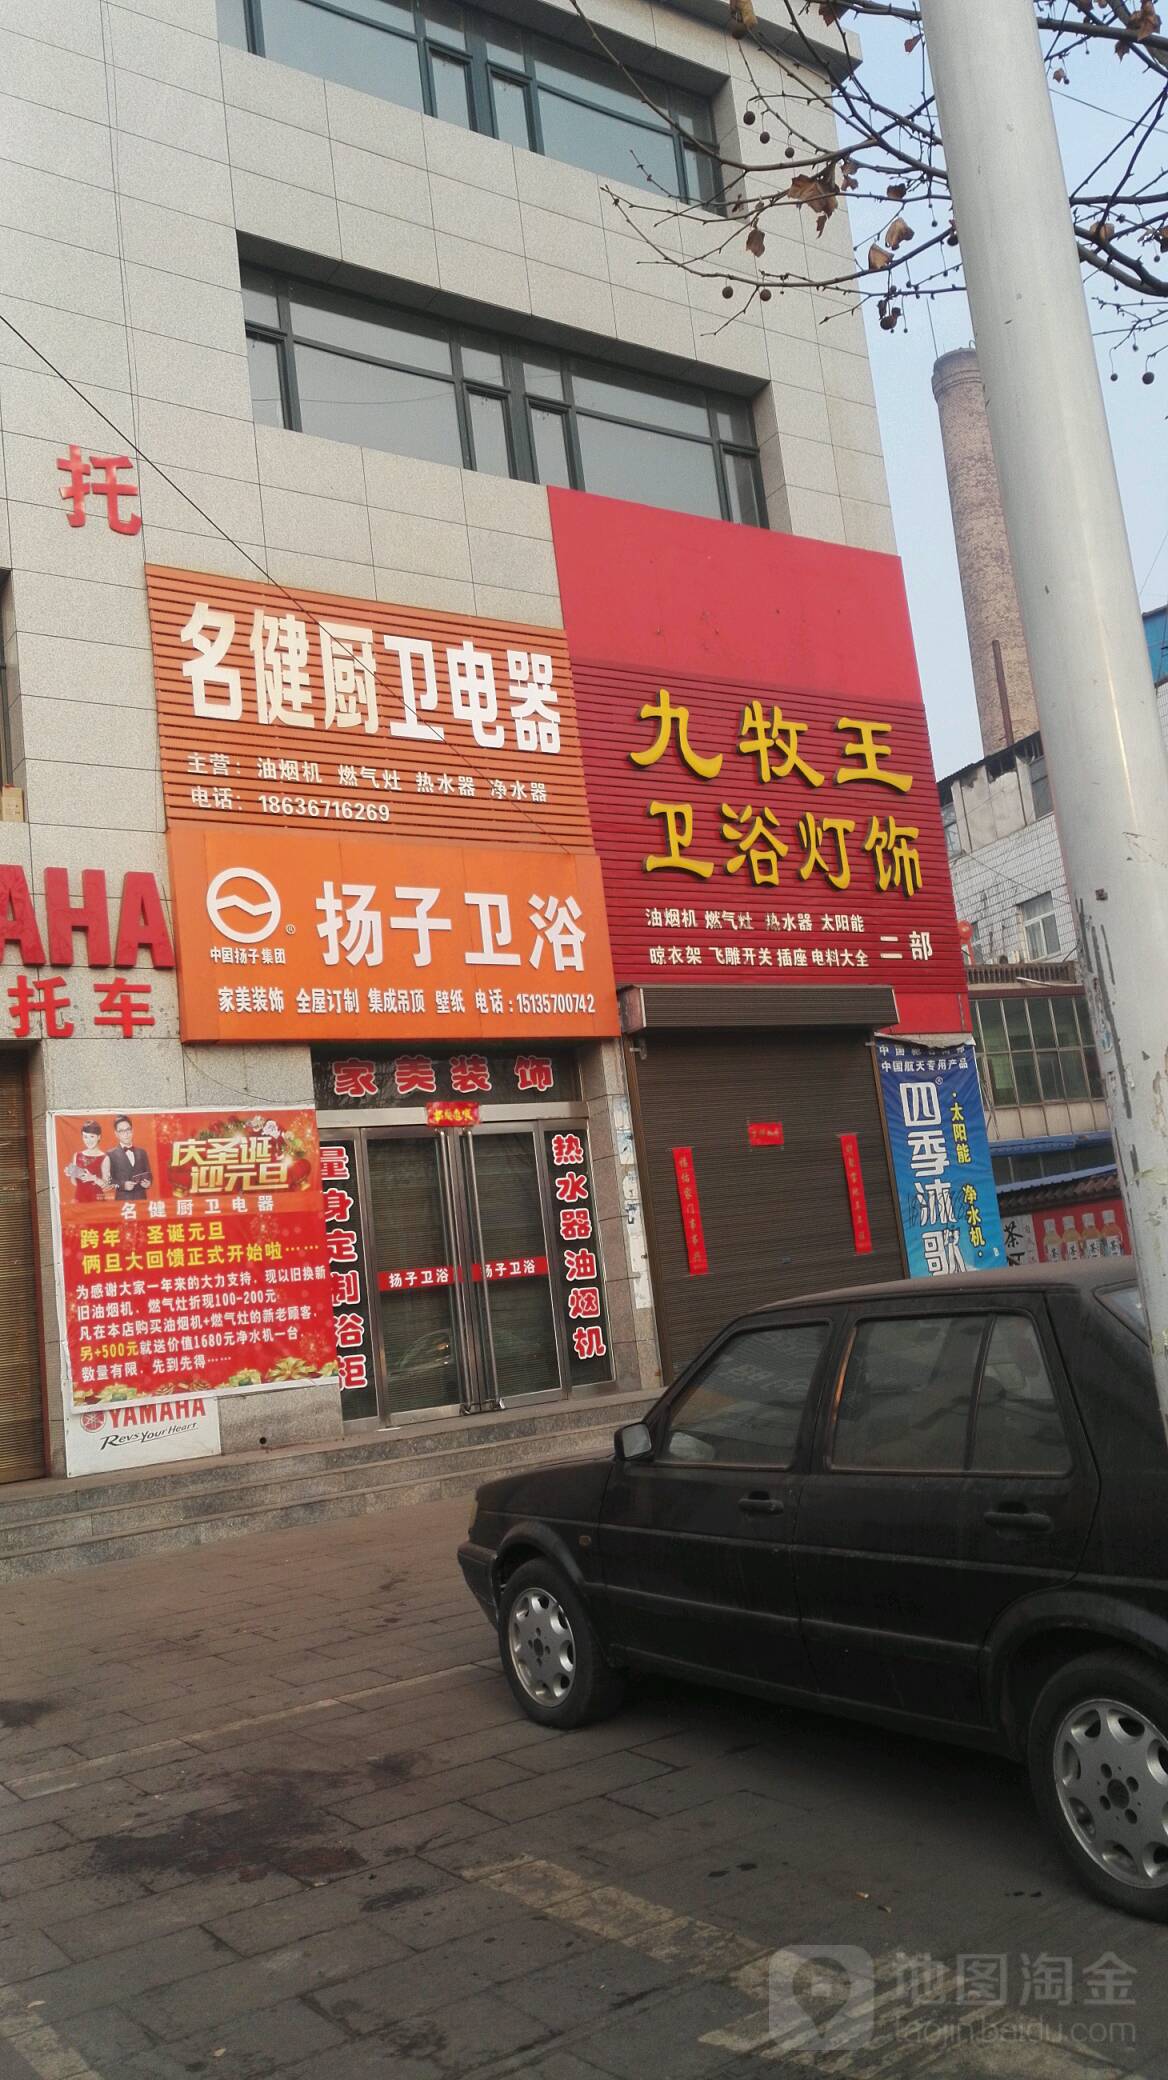 托
名健厨卫电器
主营：油烟机 燃气灶 热水器 净水器
电话：18636716269
九牧王
卫浴灯饰
油烟机 燃气灶 热水器 太阳能
晾衣架 飞雕开关 插座 电料大全
二部
AHA
托车
中国扬子集团
®
扬子卫浴
家美装饰 全屋订制 集成吊顶 壁纸 电话：15135700742
家美装饰
量身定制浴柜
热水器油烟机
扬子卫浴
扬子卫浴
庆圣诞
迎元旦
名健厨卫电器
跨年 圣诞元旦
俩旦大回馈正式开始啦……
为感谢大家一年来的大力支持，现以旧换新
旧油烟机、燃气灶折现100-200元
凡在本店购买油烟机+燃气灶的新老顾客，
另+500元就送价值1680元净水机一台
数量有限，先到先得……
YAMAHA
Revs Your Heart
中国航天专用产品
四季沐歌
®
·太阳能
净水机·
茶
地图淘金
taojin.baidu.com